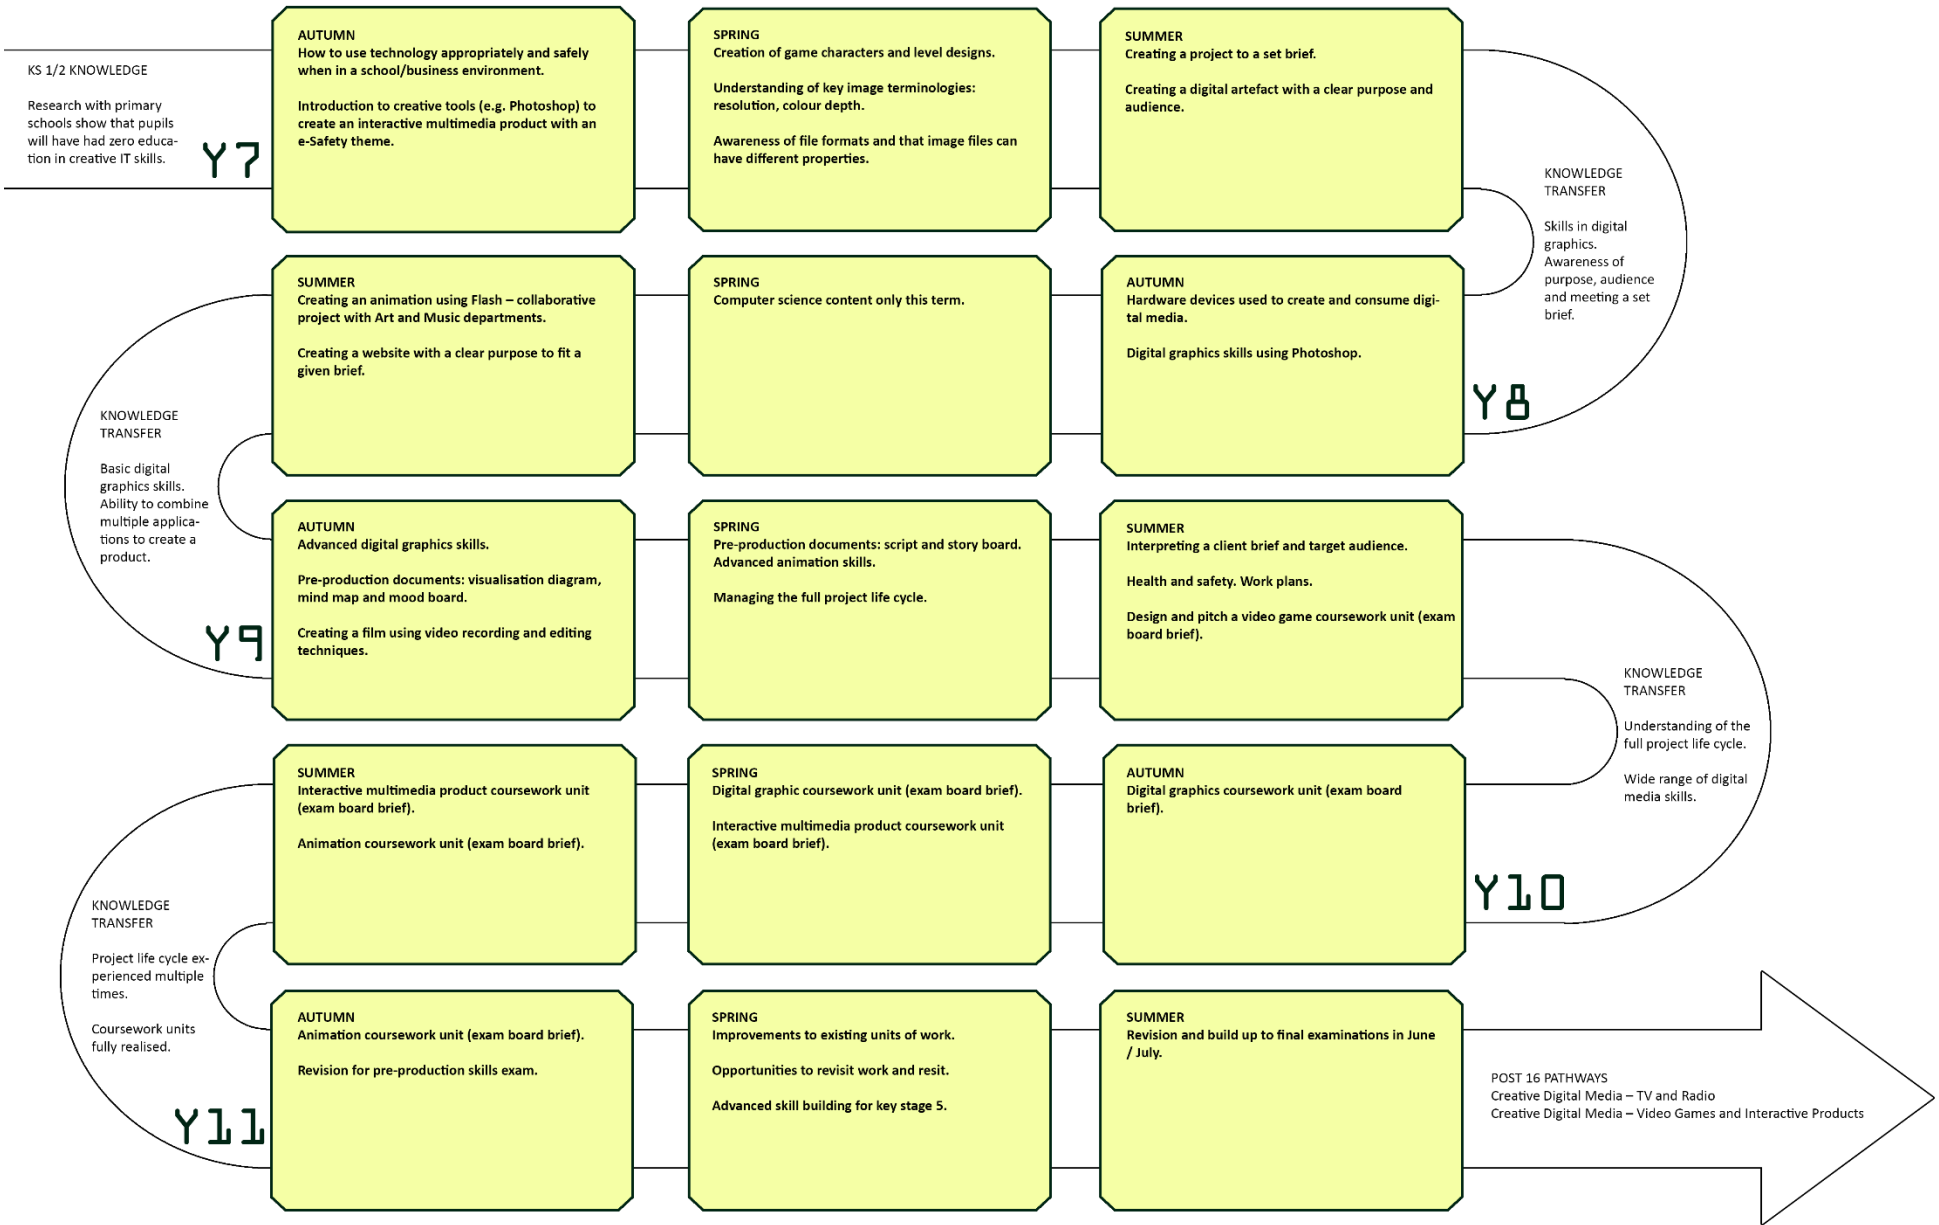 KS 1/2 KNOWLEDGE
Research with primary
schools show that pupils
will have had zero educa-
tion in creative IT skills.
Y7
AUTUMN
How to use technology appropriately and safely
when in a school/business environment.
Introduction to creative tools (e.g. Photoshop) to
create an interactive multimedia product with an
e-Safety theme.
SPRING
Creation of game characters and level designs.
Understanding of key image terminologies:
resolution, colour depth.
Awareness of file formats and that image files can
have different properties.
SUMMER
Creating a project to a set brief.
Creating a digital artefact with a clear purpose and
audience.
KNOWLEDGE
TRANSFER
Skills in digital
graphics.
Awareness of
purpose, audience
and meeting a set
brief.
Y8
AUTUMN
Hardware devices used to create and consume digi-
tal media.
Digital graphics skills using Photoshop.
SPRING
Computer science content only this term.
SUMMER
Creating an animation using Flash – collaborative
project with Art and Music departments.
Creating a website with a clear purpose to fit a
given brief.
KNOWLEDGE
TRANSFER
Basic digital
graphics skills.
Ability to combine
multiple applica-
tions to create a
product.
Y9
AUTUMN
Advanced digital graphics skills.
Pre-production documents: visualisation diagram,
mind map and mood board.
Creating a film using video recording and editing
techniques.
SPRING
Pre-production documents: script and story board.
Advanced animation skills.
Managing the full project life cycle.
SUMMER
Interpreting a client brief and target audience.
Health and safety. Work plans.
Design and pitch a video game coursework unit (exam
board brief).
KNOWLEDGE
TRANSFER
Understanding of the
full project life cycle.
Wide range of digital
media skills.
Y10
AUTUMN
Digital graphics coursework unit (exam board
brief).
SPRING
Digital graphic coursework unit (exam board brief).
Interactive multimedia product coursework unit
(exam board brief).
SUMMER
Interactive multimedia product coursework unit
(exam board brief).
Animation coursework unit (exam board brief).
KNOWLEDGE
TRANSFER
Project life cycle ex-
perienced multiple
times.
Coursework units
fully realised.
Y11
AUTUMN
Animation coursework unit (exam board brief).
Revision for pre-production skills exam.
SPRING
Improvements to existing units of work.
Opportunities to revisit work and resit.
Advanced skill building for key stage 5.
SUMMER
Revision and build up to final examinations in June
/ July.
POST 16 PATHWAYS
Creative Digital Media – TV and Radio
Creative Digital Media – Video Games and Interactive Products